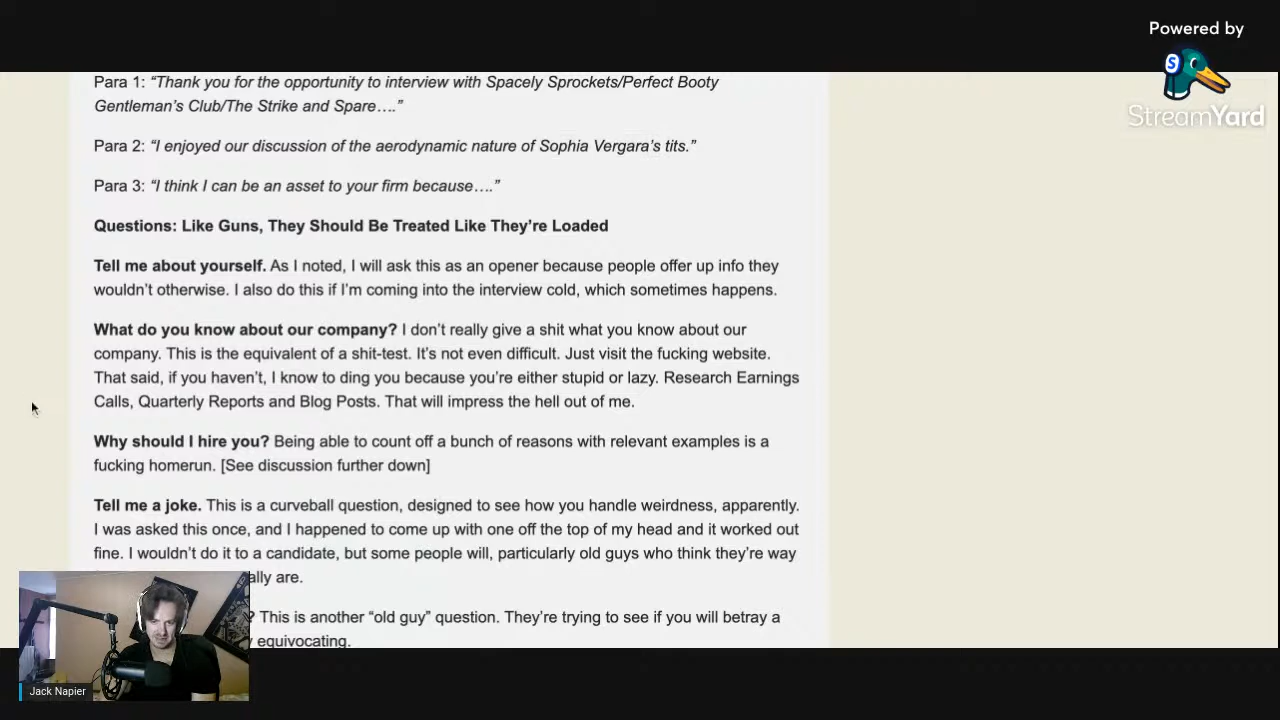 Powered by
StreamYard
Para 1: “Thank you for the opportunity to interview with Spacely Sprockets/Perfect Booty
Gentleman’s Club/The Strike and Spare….”
Para 2: “I enjoyed our discussion of the aerodynamic nature of Sophia Vergara’s tits.”
Para 3: “I think I can be an asset to your firm because….”
Questions: Like Guns, They Should Be Treated Like They’re Loaded
Tell me about yourself. As I noted, I will ask this as an opener because people offer up info they
wouldn’t otherwise. I also do this if I’m coming into the interview cold, which sometimes happens.
What do you know about our company? I don’t really give a shit what you know about our
company. This is the equivalent of a shit-test. It’s not even difficult. Just visit the fucking website.
That said, if you haven’t, I know to ding you because you’re either stupid or lazy. Research Earnings
Calls, Quarterly Reports and Blog Posts. That will impress the hell out of me.
Why should I hire you? Being able to count off a bunch of reasons with relevant examples is a
fucking homerun. [See discussion further down]
Tell me a joke. This is a curveball question, designed to see how you handle weirdness, apparently.
I was asked this once, and I happened to come up with one off the top of my head and it worked out
fine. I wouldn’t do it to a candidate, but some people will, particularly old guys who think they’re way
ally are.
? This is another “old guy” question. They’re trying to see if you will betray a
equivocating.
Jack Napier